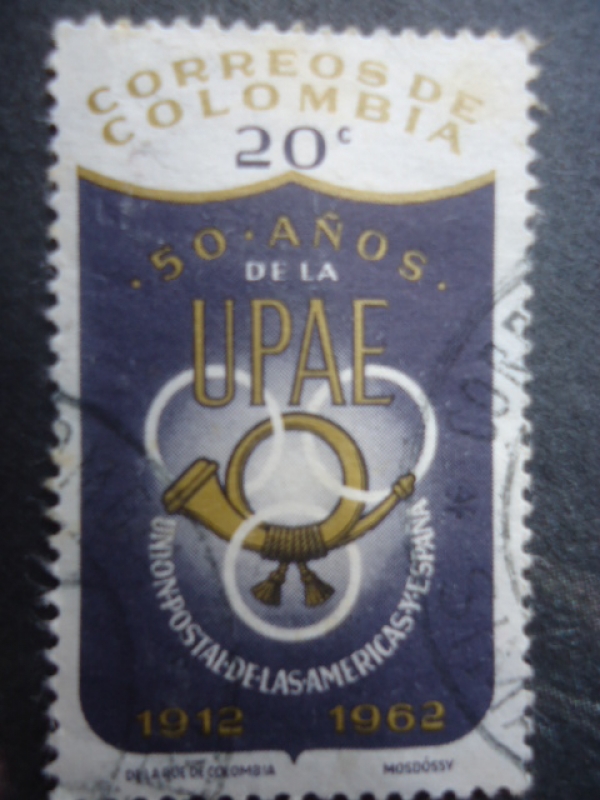 CORREOS DE
COLOMBIA
20c
·50·AÑOS·
DE LA
UPAE
UNION·POSTAL·DE·LAS·AMERICAS·Y·ESPAÑA
1912 1962
DE COLOMBIA MOSDÓSSY